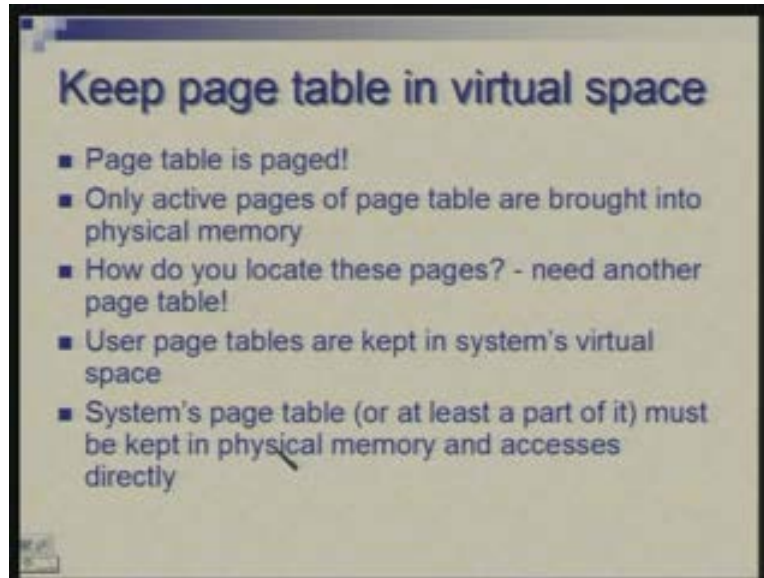 Keep page table in virtual space
■ Page table is paged!
■ Only active pages of page table are brought into
physical memory
■ How do you locate these pages? - need another
page table!
■ User page tables are kept in system's virtual
space
■ System's page table (or at least a part of it) must
be kept in physical memory and accesses
directly